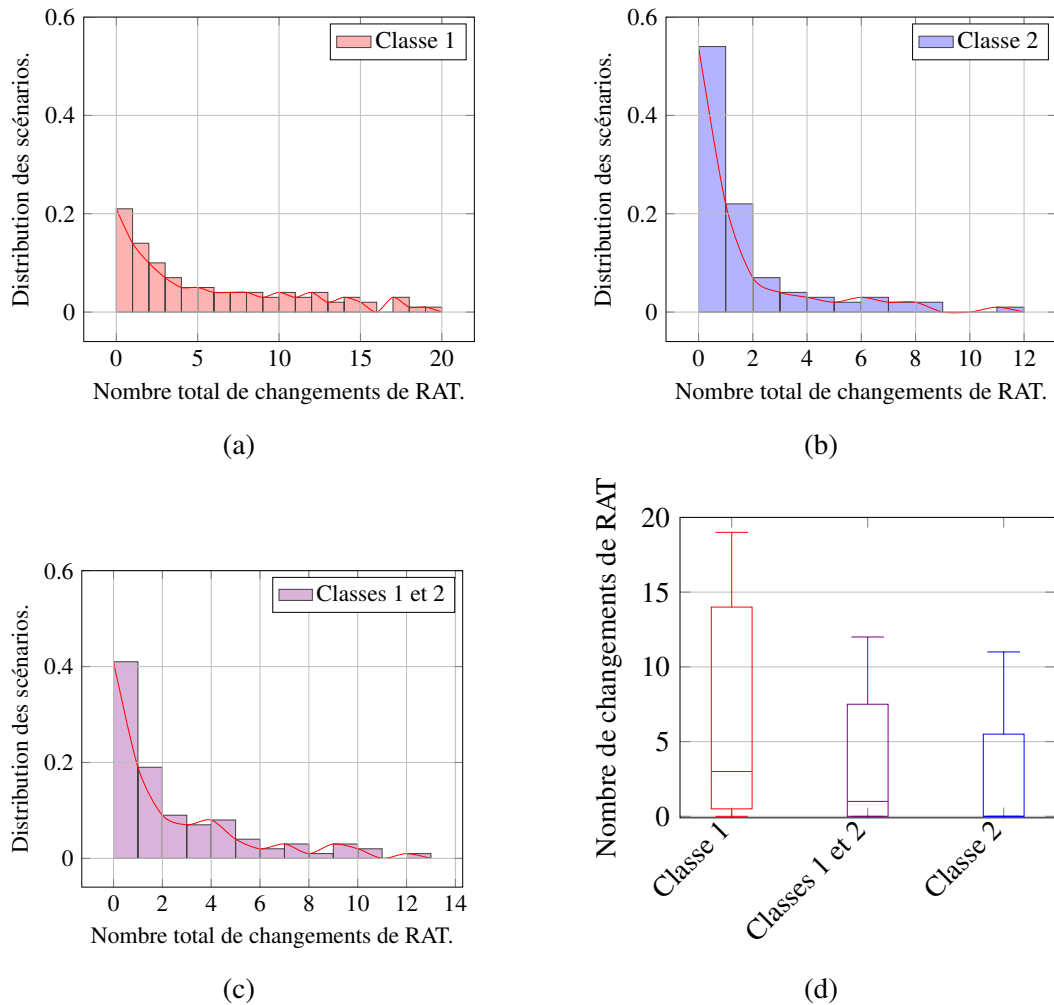 0.6
0.4
0.2
0
Distribution des scénarios.
Classe 1
0 5 10 15 20
Nombre total de changements de RAT.
(a)
0.6
0.4
0.2
0
Distribution des scénarios.
Classe 2
0 2 4 6 8 10 12
Nombre total de changements de RAT.
(b)
0.6
0.4
0.2
0
Distribution des scénarios.
Classes 1 et 2
0 2 4 6 8 10 12 14
Nombre total de changements de RAT.
(c)
20
15
10
5
0
Nombre de changements de RAT
Classe 1
Classes 1 et 2
Classe 2
(d)